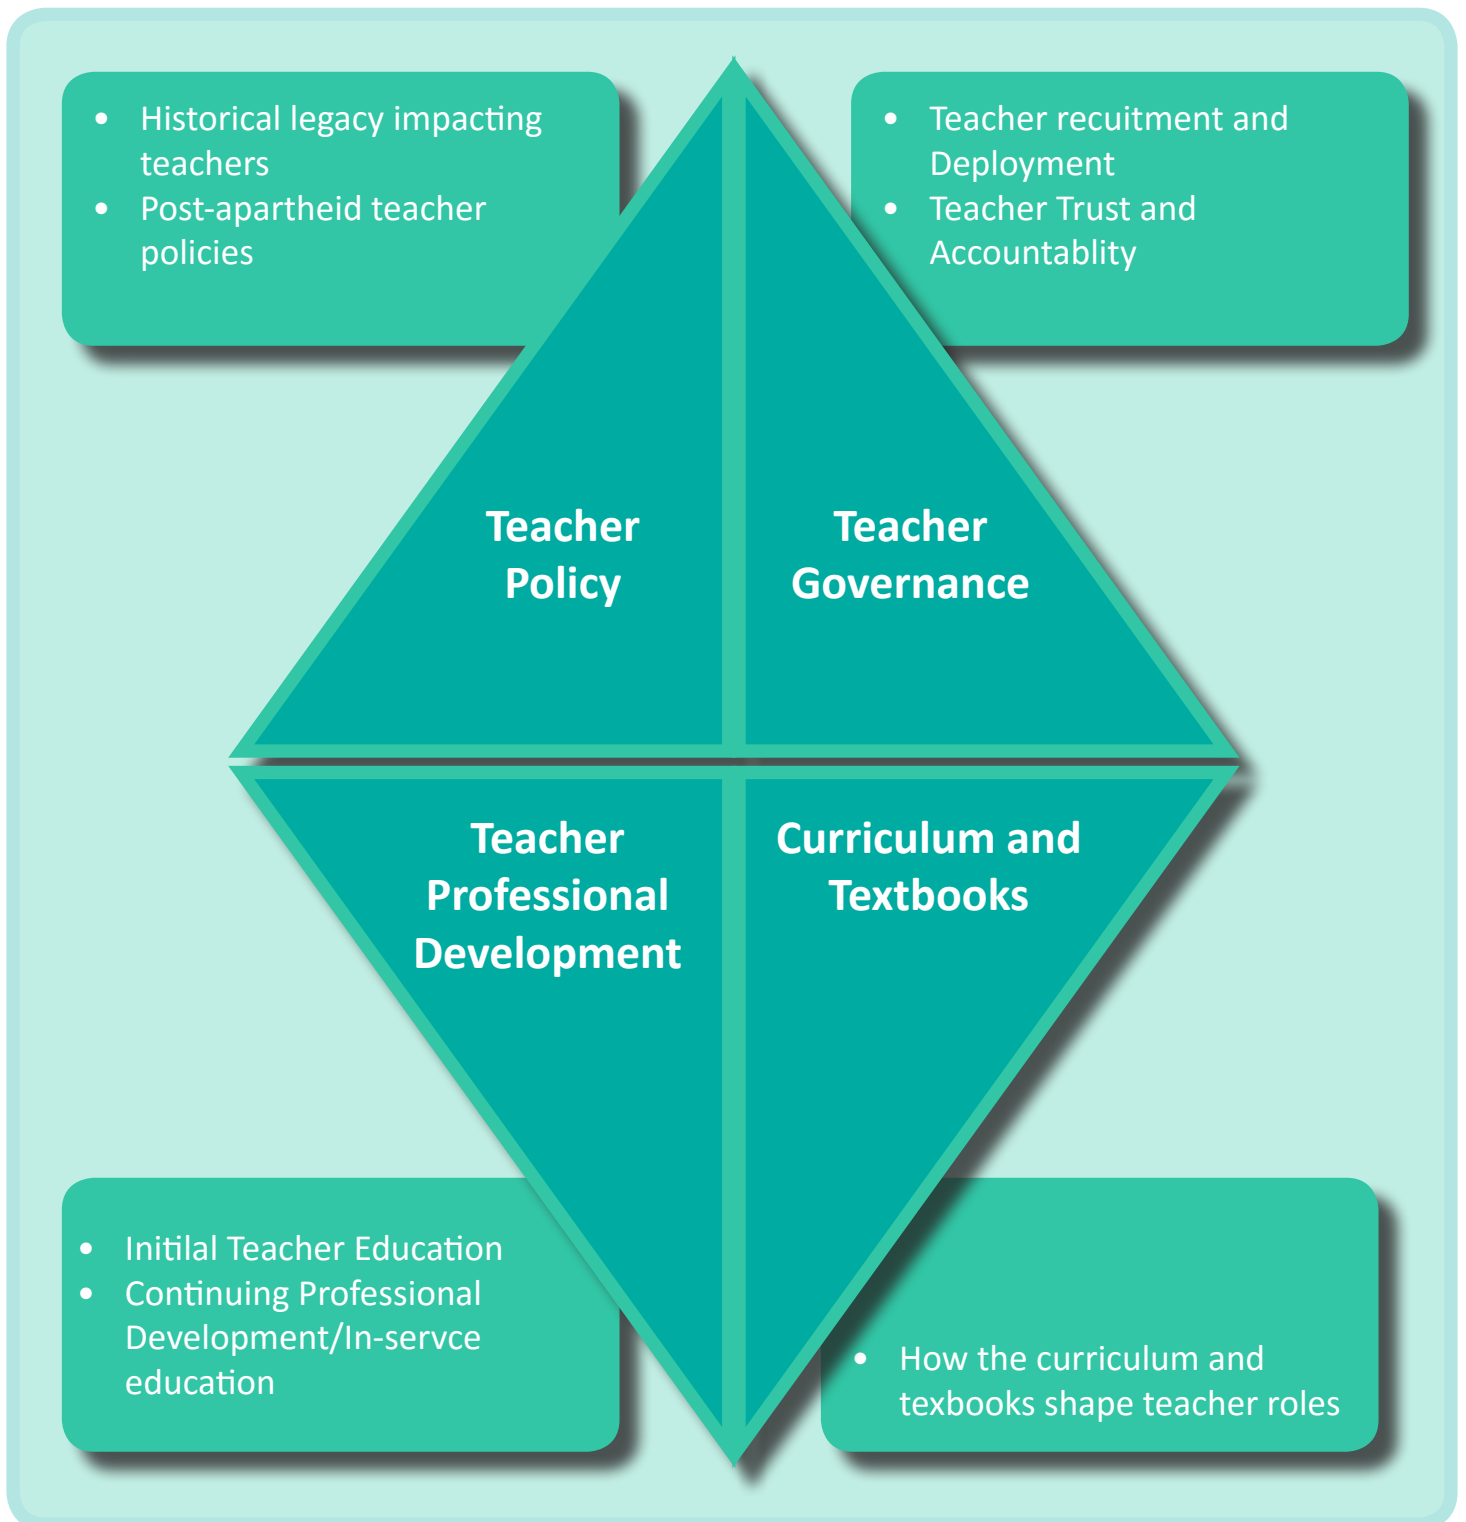 • Historical legacy impacting
teachers
• Post-apartheid teacher
policies
• Teacher recuitment and
Deployment
• Teacher Trust and
Accountablity
Teacher
Policy
Teacher
Governance
Teacher
Professional
Development
Curriculum and
Textbooks
• Initilal Teacher Education
• Continuing Professional
Development/In-servce
education
• How the curriculum and
texbooks shape teacher roles